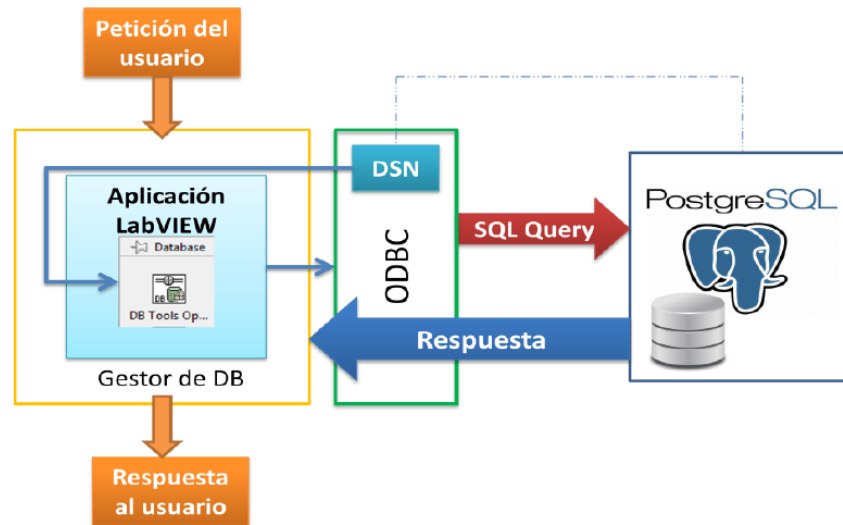 Petición del
usuario
DSN
Aplicación
LabVIEW
Database
DB
DB Tools Op...
Gestor de DB
ODBC
SQL Query
Respuesta
PostgreSQL
Respuesta
al usuario